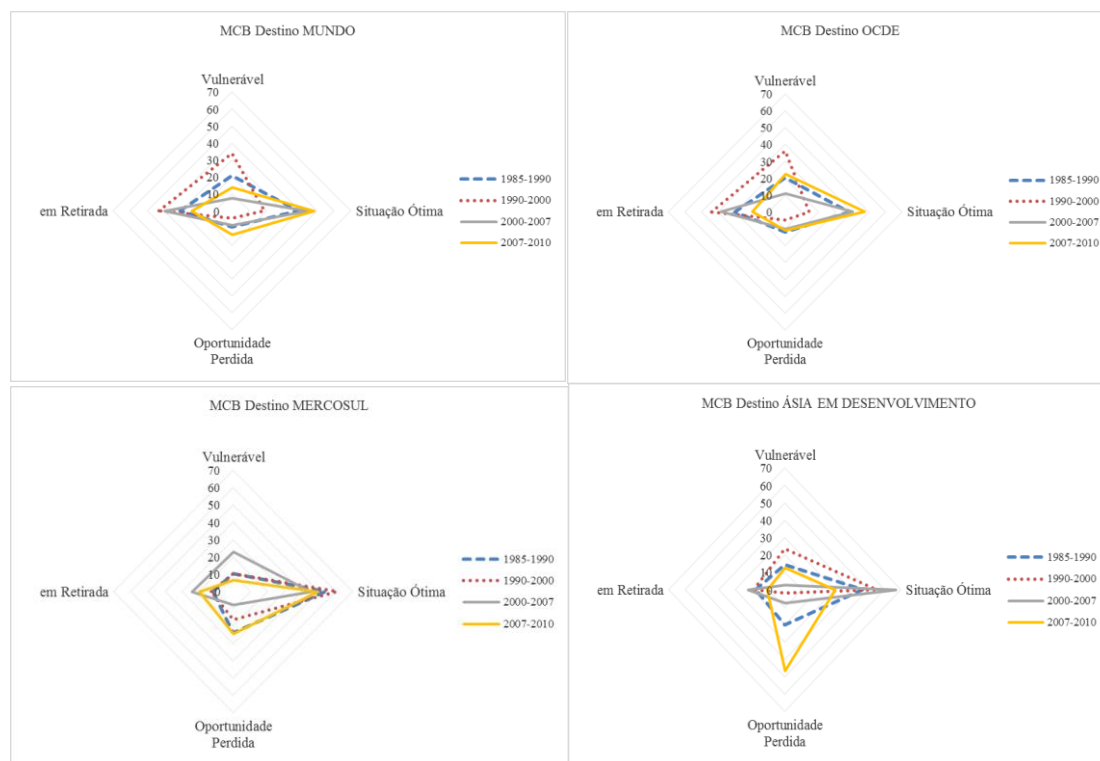 MCB Destino MUNDO
Vulnerável
70
60
50
40
30
20
10
0
em Retirada
Situação Ótima
Oportunidade
Perdida
1985-1990
1990-2000
2000-2007
2007-2010
MCB Destino OCDE
Vulnerável
70
60
50
40
30
20
10
0
em Retirada
Situação Ótima
Oportunidade
Perdida
1985-1990
1990-2000
2000-2007
2007-2010
MCB Destino MERCOSUL
Vulnerável
70
60
50
40
30
20
10
0
em Retirada
Situação Ótima
Oportunidade
Perdida
1985-1990
1990-2000
2000-2007
2007-2010
MCB Destino ÁSIA EM DESENVOLVIMENTO
Vulnerável
70
60
50
40
30
20
10
0
em Retirada
Situação Ótima
Oportunidade
Perdida
1985-1990
1990-2000
2000-2007
2007-2010